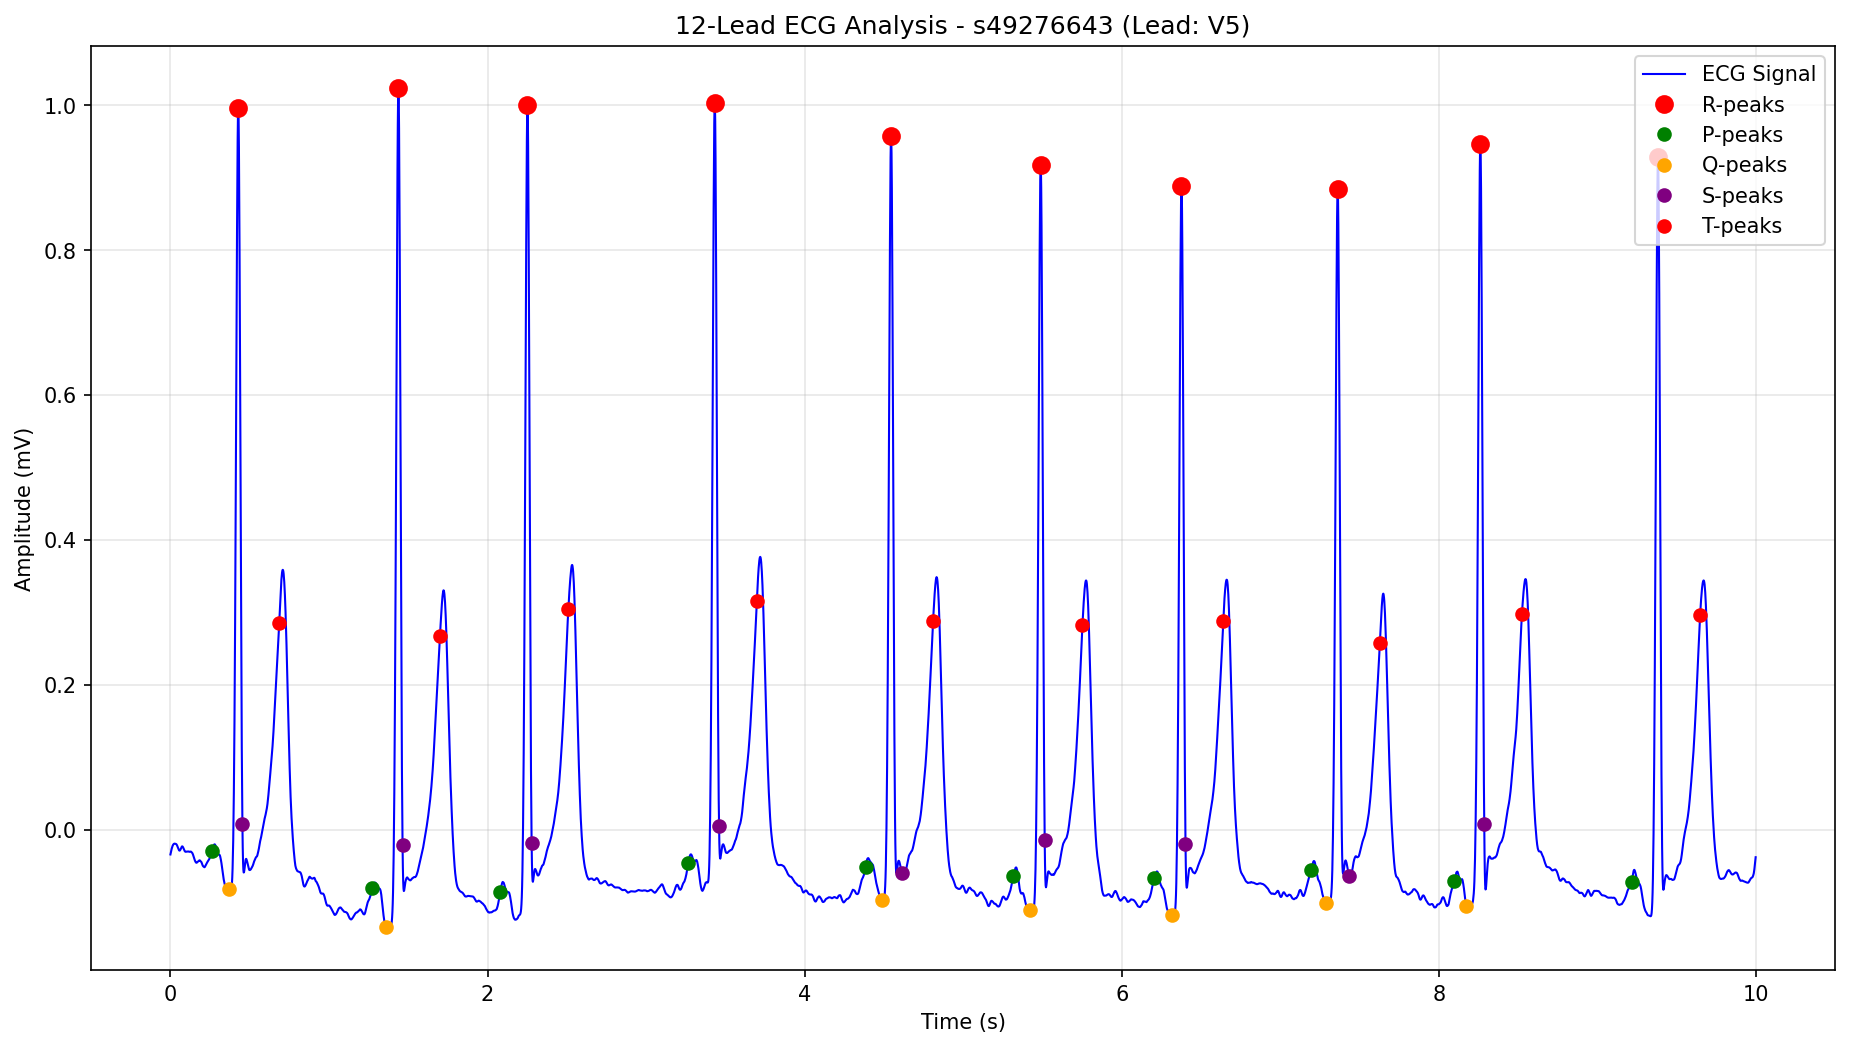 12-Lead ECG Analysis - s49276643 (Lead: V5)
ECG Signal
R-peaks
P-peaks
Q-peaks
S-peaks
T-peaks
Amplitude (mV)
1.0
0.8
0.6
0.4
0.2
0.0
0 2 4 6 8 10
Time (s)